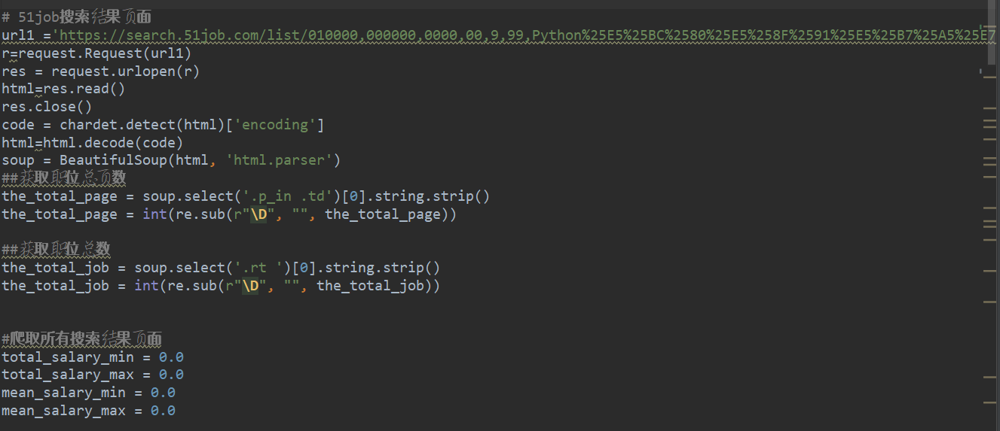 # 51job搜索结果页面
url1 ='https://search.51job.com/list/010000,000000,0000,00,9,99,Python%25E5%25BC%2580%25E5%258F%2591%25E5%25B7%25A5%25E7
r=request.Request(url1)
res = request.urlopen(r)
html=res.read()
res.close()
code = chardet.detect(html)['encoding']
html=html.decode(code)
soup = BeautifulSoup(html, 'html.parser')
##获取职位总页数
the_total_page = soup.select('.p_in .td')[0].string.strip()
the_total_page = int(re.sub(r"\D", "", the_total_page))
##获取职位总数
the_total_job = soup.select('.rt ')[0].string.strip()
the_total_job = int(re.sub(r"\D", "", the_total_job))
#爬取所有搜索结果页面
total_salary_min = 0.0
total_salary_max = 0.0
mean_salary_min = 0.0
mean_salary_max = 0.0